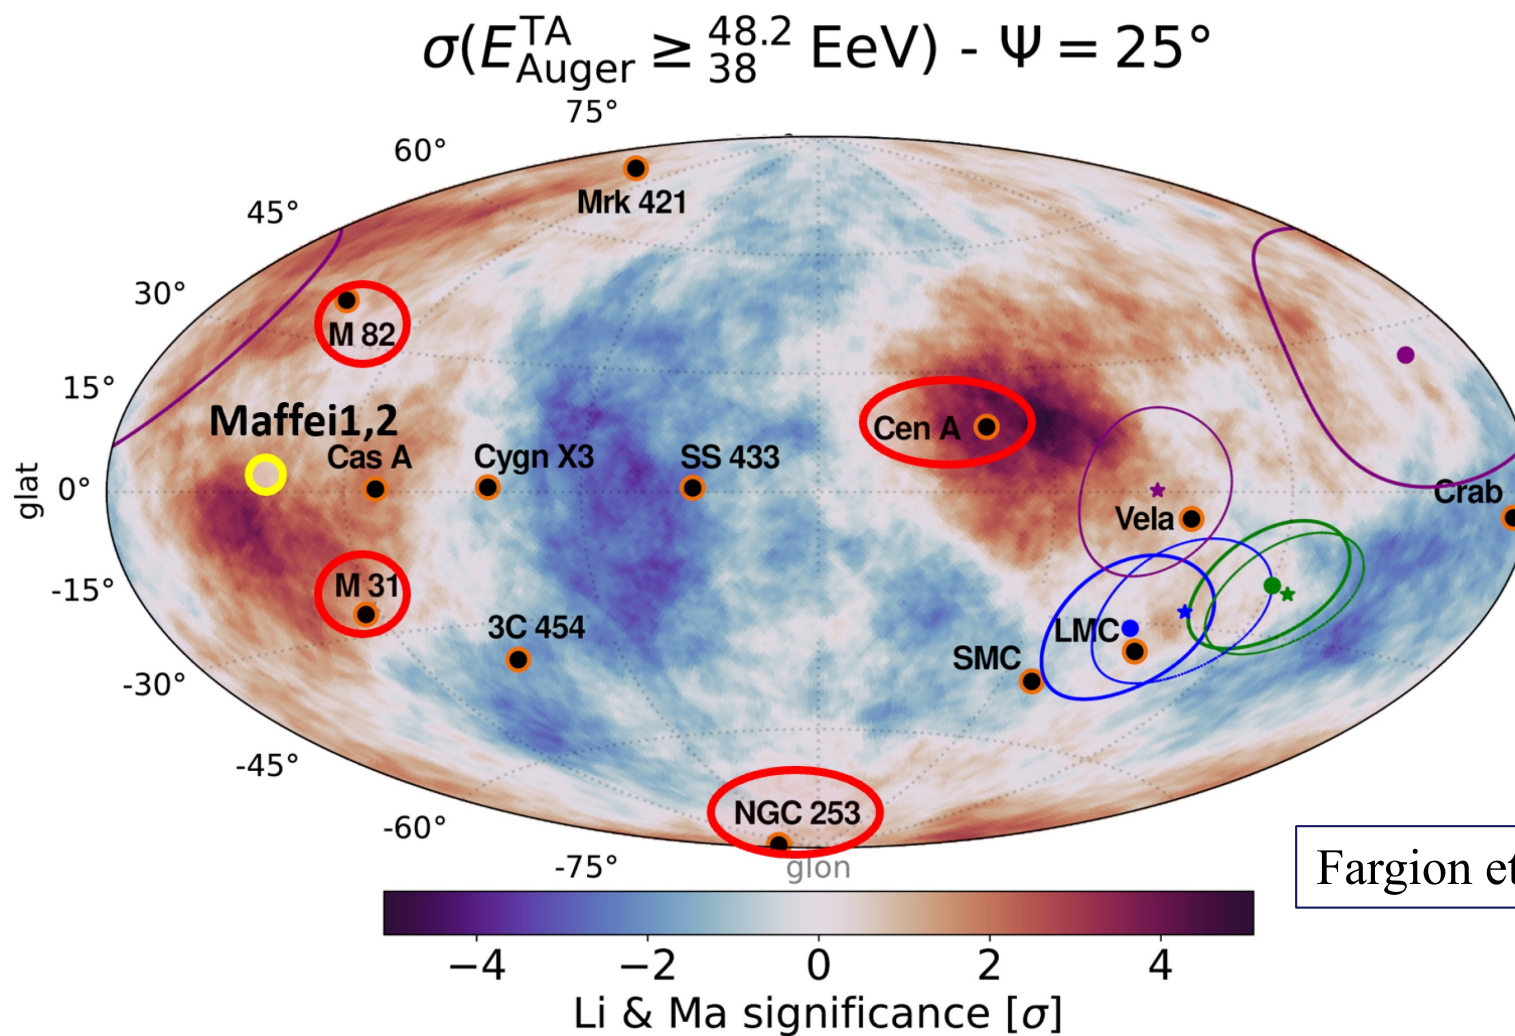 σ(E^TA_Auger ≥ ^48.2_38 EeV) - Ψ = 25°
75°
60°
Mrk 421
45°
30°
M 82
15°
Maffei1,2
Cas A
Cygn X3
SS 433
Cen A
glat
0°
Crab
Vela
-15°
M 31
3C 454
LMC
SMC
-30°
-45°
NGC 253
-60°
-75°
glon
Fargion et
−4 −2 0 2 4
Li & Ma significance [σ]